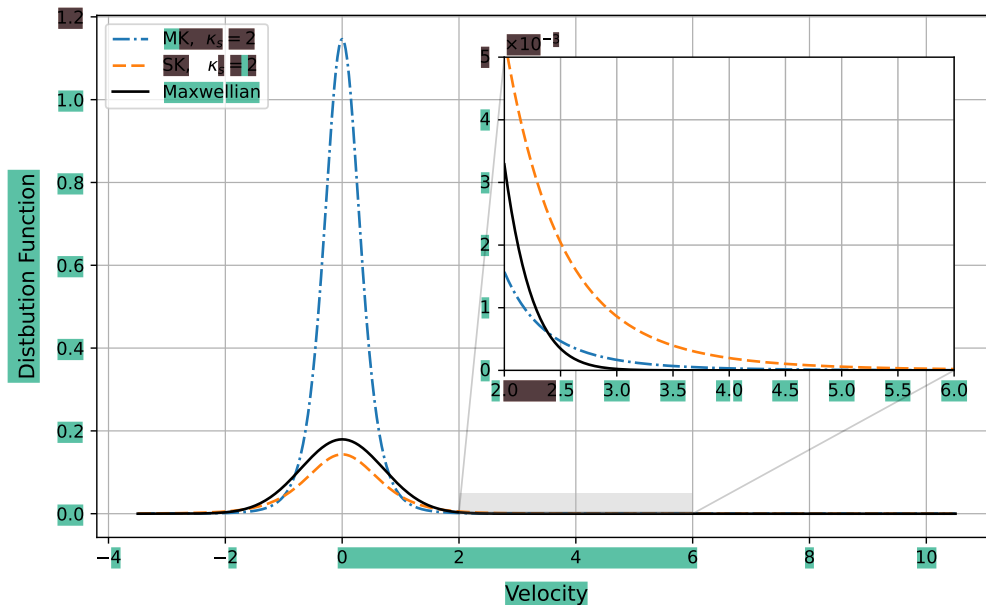 MK, κs = 2
SK, κs = 2
Maxwellian
×10−3
5
4
3
2
1
0
2.0 2.5 3.0 3.5 4.0 4.5 5.0 5.5 6.0
1.2
1.0
0.8
0.6
0.4
0.2
0.0
Distbution Function
−4 −2 0 2 4 6 8 10
Velocity